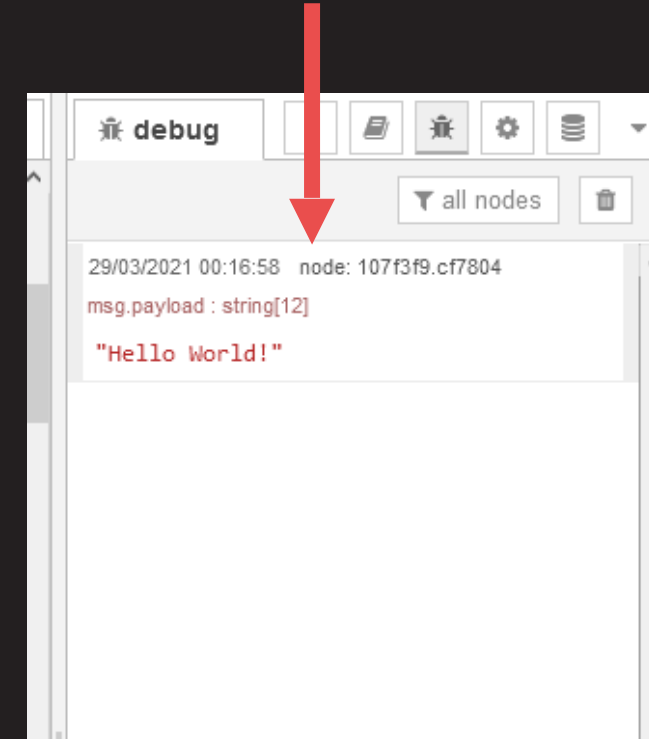 debug
all nodes
29/03/2021 00:16:58 node: 107f3f9.cf7804
msg.payload : string[12]
"Hello World!"